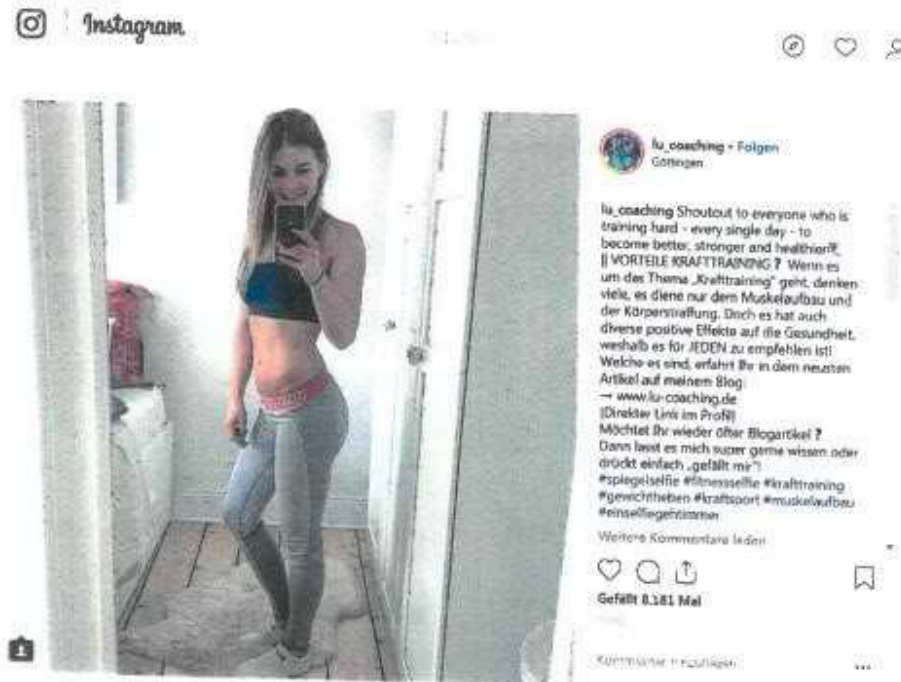 Instagram
lu_coaching • Folgen
Göttingen
lu_coaching Shoutout to everyone who is
training hard - every single day - to
become better, stronger and healthier!
|| VORTEILE KRAFTTRAINING ? Wenn es
um das Thema „Krafttraining" geht, denken
viele, es diene nur dem Muskelaufbau und
der Körperstraffung. Doch es hat auch
diverse positive Effekte auf die Gesundheit,
weshalb es für JEDEN zu empfehlen ist!
Welche es sind, erfahrt Ihr in dem neusten
Artikel auf meinem Blog:
→ www.lu-coaching.de
(Direkter Link im Profil)
Möchtet Ihr wieder öfter Blogartikel ?
Dann lasst es mich super gerne wissen oder
drückt einfach „gefällt mir"!
#spiegelselfie #fitnessselfie #krafttraining
#gewichtheben #kraftsport #muskelaufbau
#einselfiegehtimmer
Weitere Kommentare laden
Gefällt 8.181 Mal
Kommentar hinzufügen